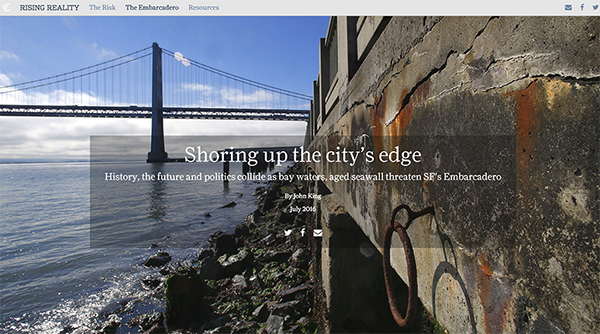 RISING REALITY The Risk The Embarcadero Resources
Shoring up the city's edge
History, the future and politics collide as bay waters, aged seawall threaten SF's Embarcadero
By John King
July 2016